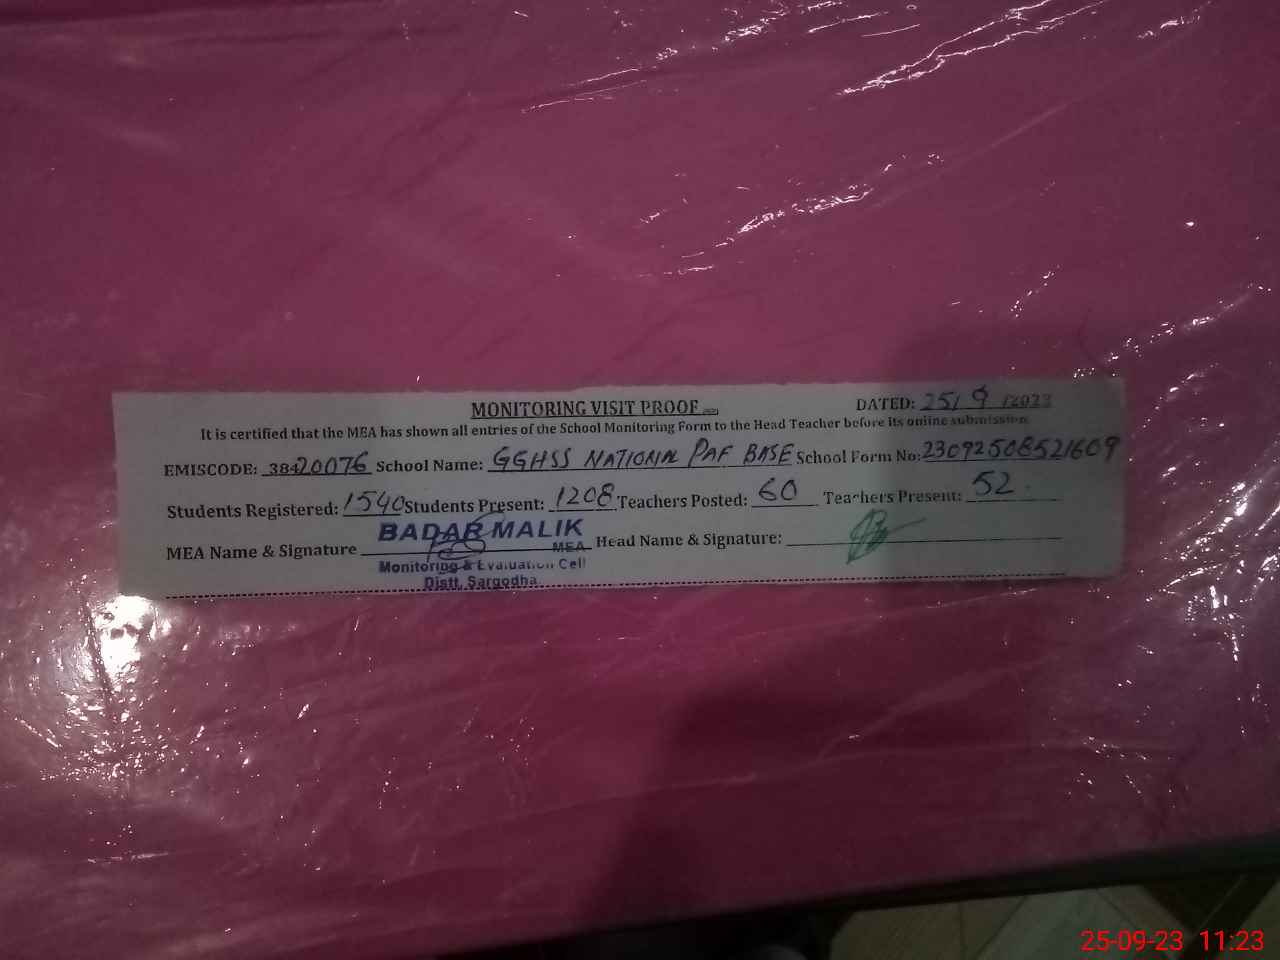 MONITORING VISIT PROOF
DATED: 25/ 9 /2023
It is certified that the MEA has shown all entries of the School Monitoring Form to the Head Teacher before its online submission.
EMISCODE: 38420076 School Name: GGHSS NATIONAL PAF BASE School Form No: 23092508521609
Students Registered: 1540 Students Present: 1208 Teachers Posted: 60 Teachers Present: 52.
MEA Name & Signature BADAR MALIK Head Name & Signature:
MEA
Monitoring & Evaluation Cell
Distt. Sargodha
25-09-23 11:23